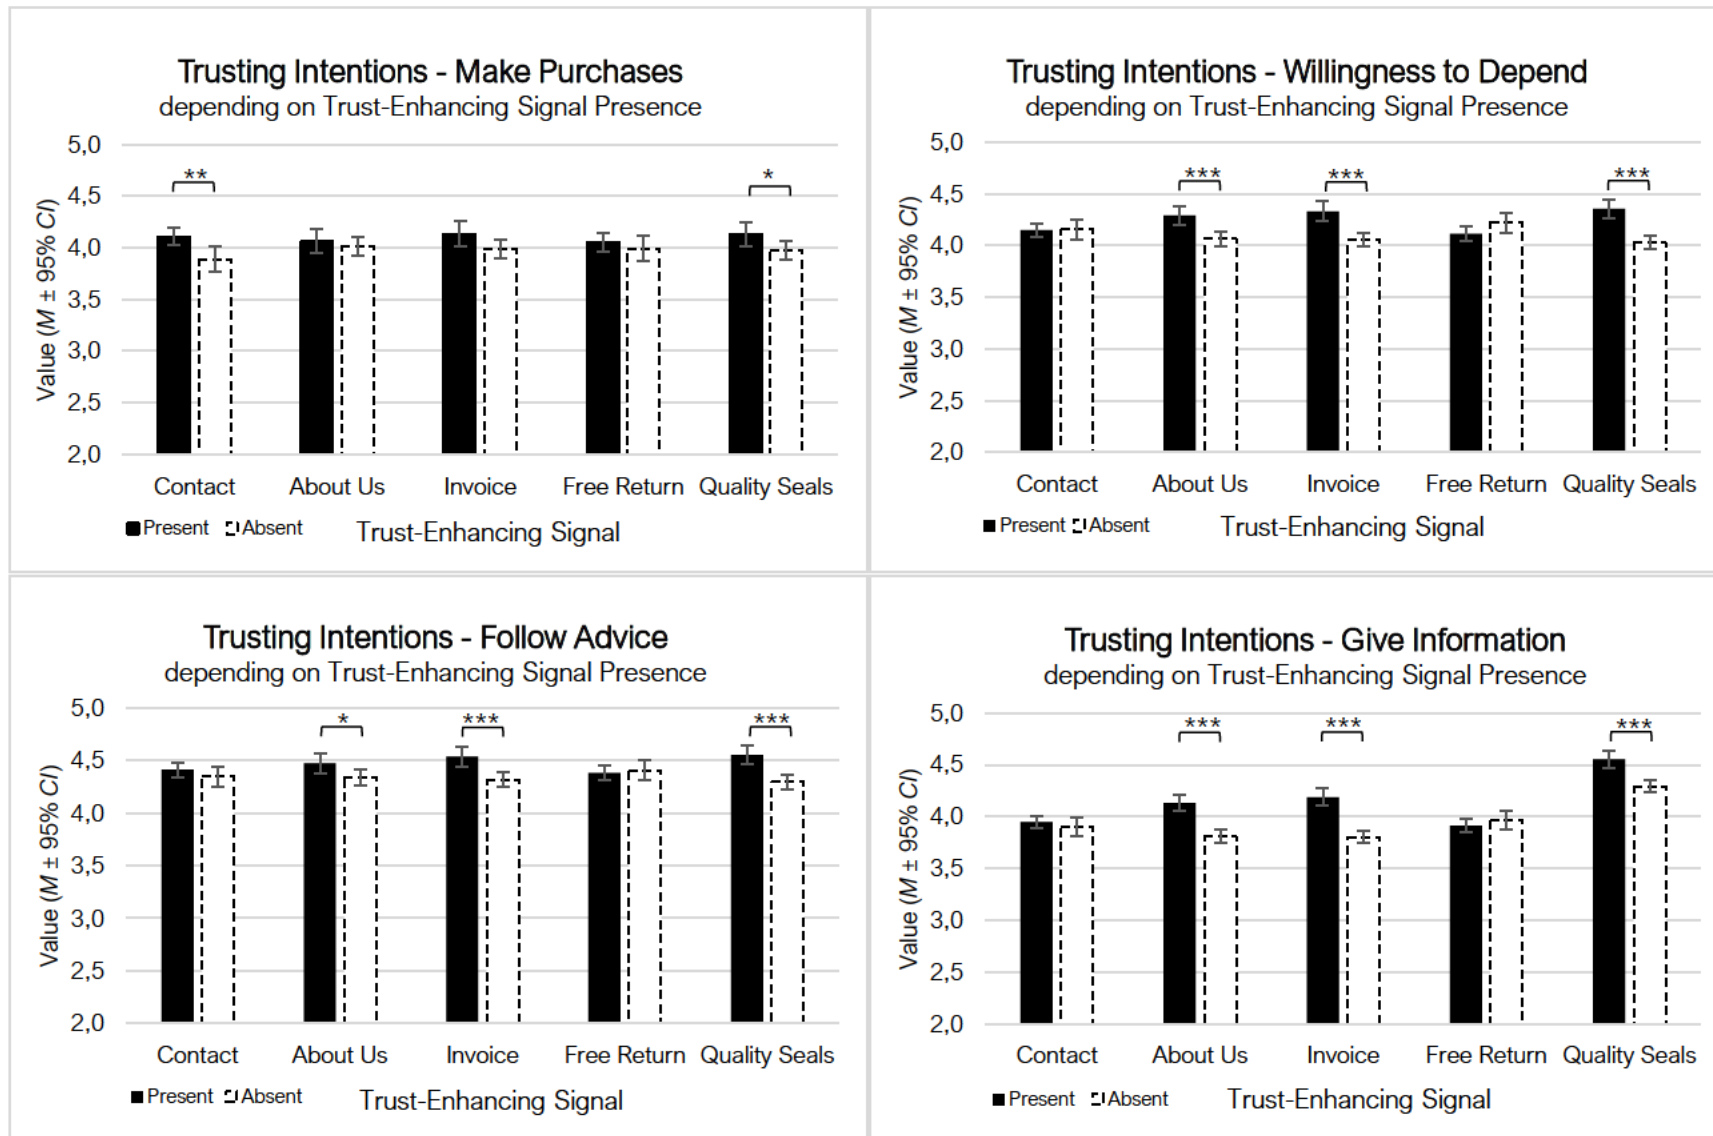 Trusting Intentions - Make Purchases
depending on Trust-Enhancing Signal Presence
Value (M ± 95% CI)
5,0
4,5
4,0
3,5
3,0
2,5
2,0
**
*
Contact
About Us
Invoice
Free Return
Quality Seals
Present
Absent
Trust-Enhancing Signal
Trusting Intentions - Willingness to Depend
depending on Trust-Enhancing Signal Presence
Value (M ± 95% CI)
5,0
4,5
4,0
3,5
3,0
2,5
2,0
***
***
***
Contact
About Us
Invoice
Free Return
Quality Seals
Present
Absent
Trust-Enhancing Signal
Trusting Intentions - Follow Advice
depending on Trust-Enhancing Signal Presence
Value (M ± 95% CI)
5,0
4,5
4,0
3,5
3,0
2,5
2,0
*
***
***
Contact
About Us
Invoice
Free Return
Quality Seals
Present
Absent
Trust-Enhancing Signal
Trusting Intentions - Give Information
depending on Trust-Enhancing Signal Presence
Value (M ± 95% CI)
5,0
4,5
4,0
3,5
3,0
2,5
2,0
***
***
***
Contact
About Us
Invoice
Free Return
Quality Seals
Present
Absent
Trust-Enhancing Signal